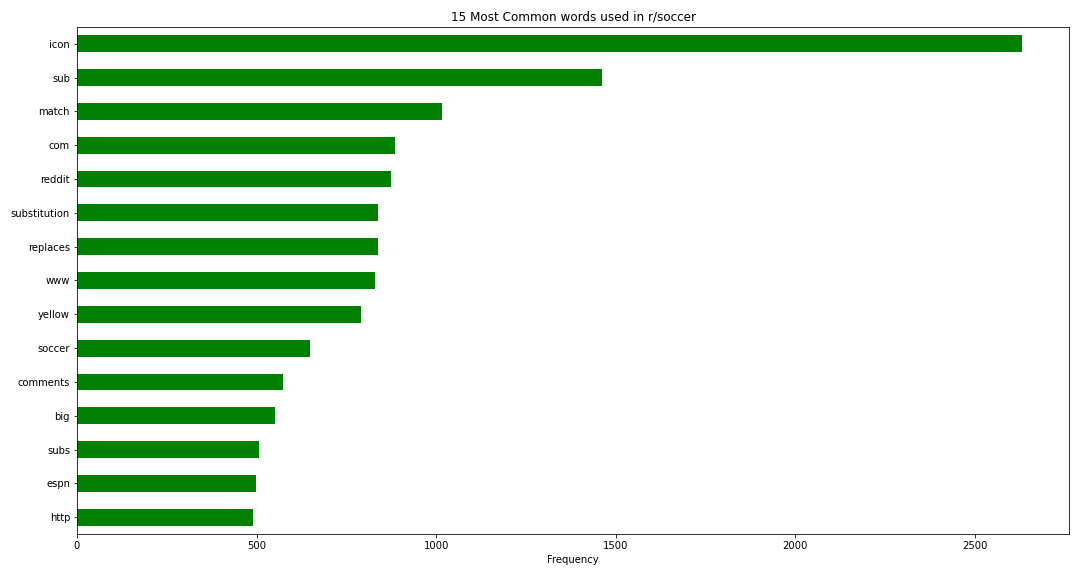 15 Most Common words used in r/soccer
icon
sub
match
com
reddit
substitution
replaces
www
yellow
soccer
comments
big
subs
espn
http
0 500 1000 1500 2000 2500
Frequency